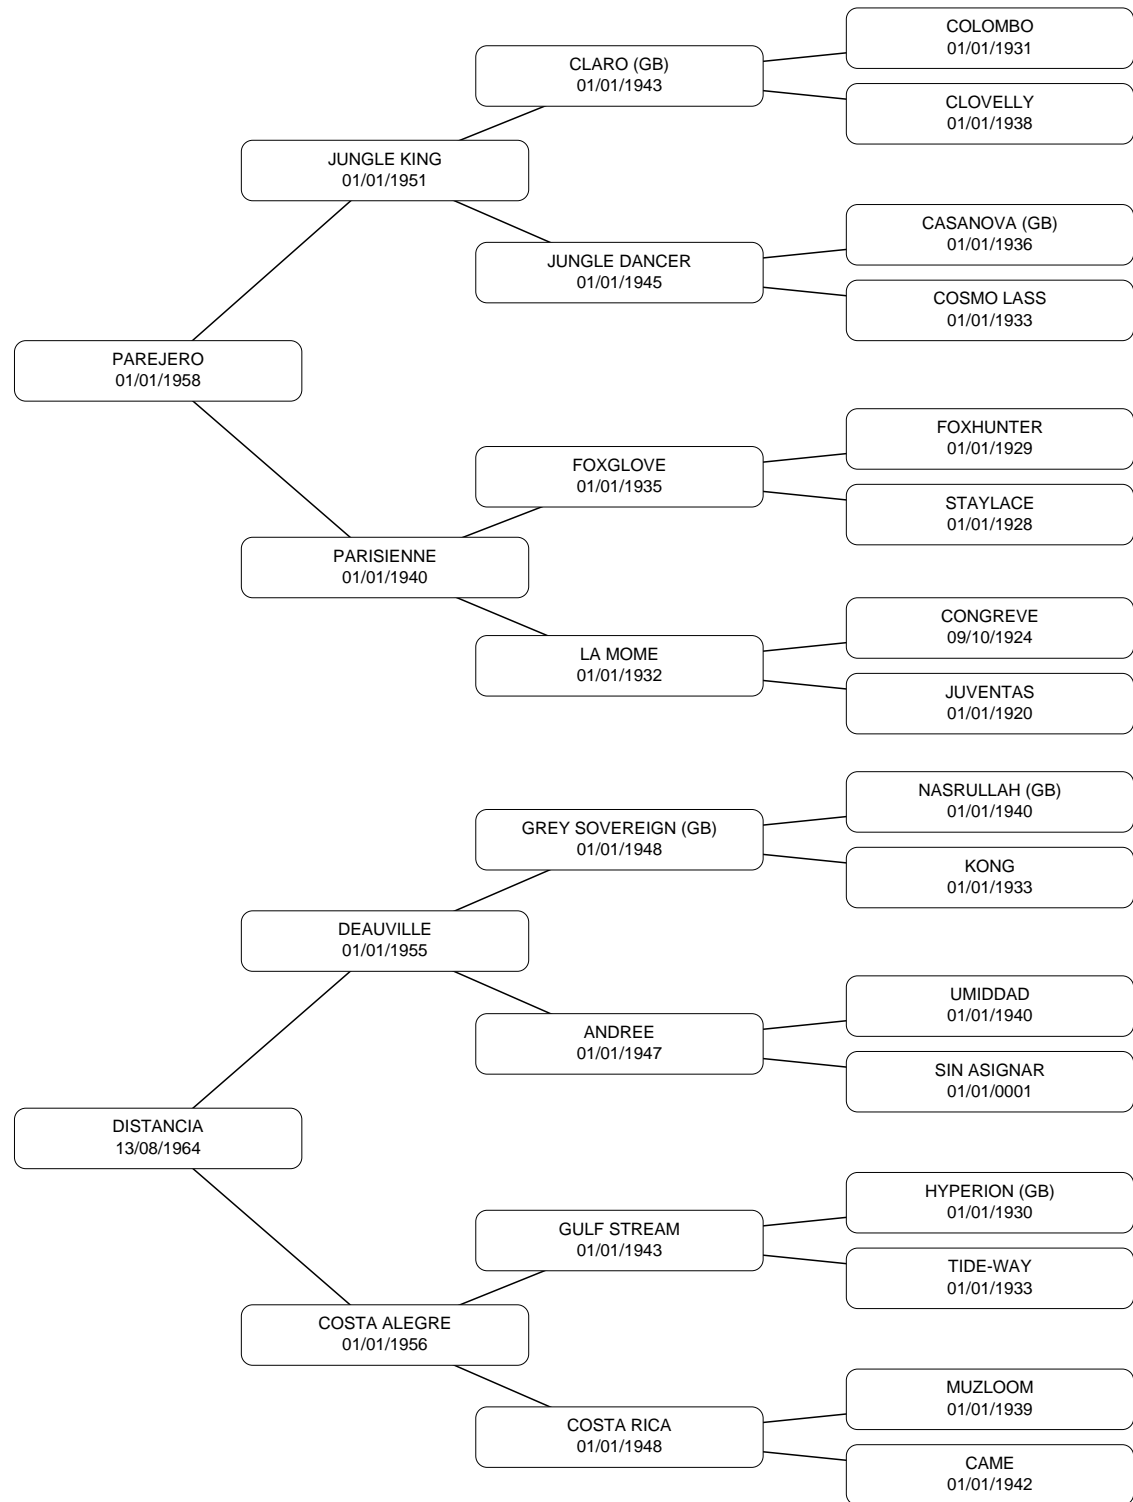 COLOMBO
01/01/1931
CLARO (GB)
01/01/1943
CLOVELLY
01/01/1938
JUNGLE KING
01/01/1951
CASANOVA (GB)
01/01/1936
JUNGLE DANCER
01/01/1945
COSMO LASS
01/01/1933
PAREJERO
01/01/1958
FOXHUNTER
01/01/1929
FOXGLOVE
01/01/1935
STAYLACE
01/01/1928
PARISIENNE
01/01/1940
CONGREVE
09/10/1924
LA MOME
01/01/1932
JUVENTAS
01/01/1920
NASRULLAH (GB)
01/01/1940
GREY SOVEREIGN (GB)
01/01/1948
KONG
01/01/1933
DEAUVILLE
01/01/1955
UMIDDAD
01/01/1940
ANDREE
01/01/1947
SIN ASIGNAR
01/01/0001
DISTANCIA
13/08/1964
HYPERION (GB)
01/01/1930
GULF STREAM
01/01/1943
TIDE-WAY
01/01/1933
COSTA ALEGRE
01/01/1956
MUZLOOM
01/01/1939
COSTA RICA
01/01/1948
CAME
01/01/1942